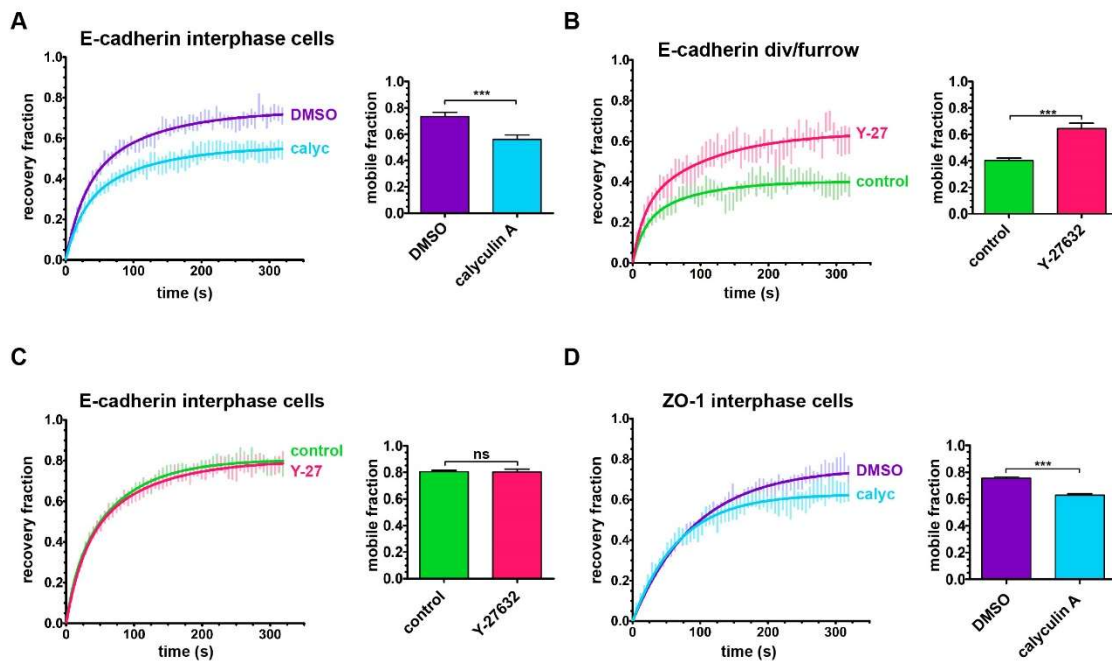 A
E-cadherin interphase cells
recovery fraction
1.0
0.8
0.6
0.4
0.2
0.0
0
100
200
300
time (s)
DMSO
calyc
mobile fraction
1.0
0.8
0.6
0.4
0.2
0.0
***
DMSO
calyculin A
B
E-cadherin div/furrow
recovery fraction
1.0
0.8
0.6
0.4
0.2
0.0
0
100
200
300
time (s)
Y-27
control
mobile fraction
1.0
0.8
0.6
0.4
0.2
0.0
***
control
Y-27632
C
E-cadherin interphase cells
recovery fraction
1.0
0.8
0.6
0.4
0.2
0.0
0
100
200
300
time (s)
control
Y-27
mobile fraction
1.0
0.8
0.6
0.4
0.2
0.0
ns
control
Y-27632
D
ZO-1 interphase cells
recovery fraction
1.0
0.8
0.6
0.4
0.2
0.0
0
100
200
300
time (s)
DMSO
calyc
mobile fraction
1.0
0.8
0.6
0.4
0.2
0.0
***
DMSO
calyculin A